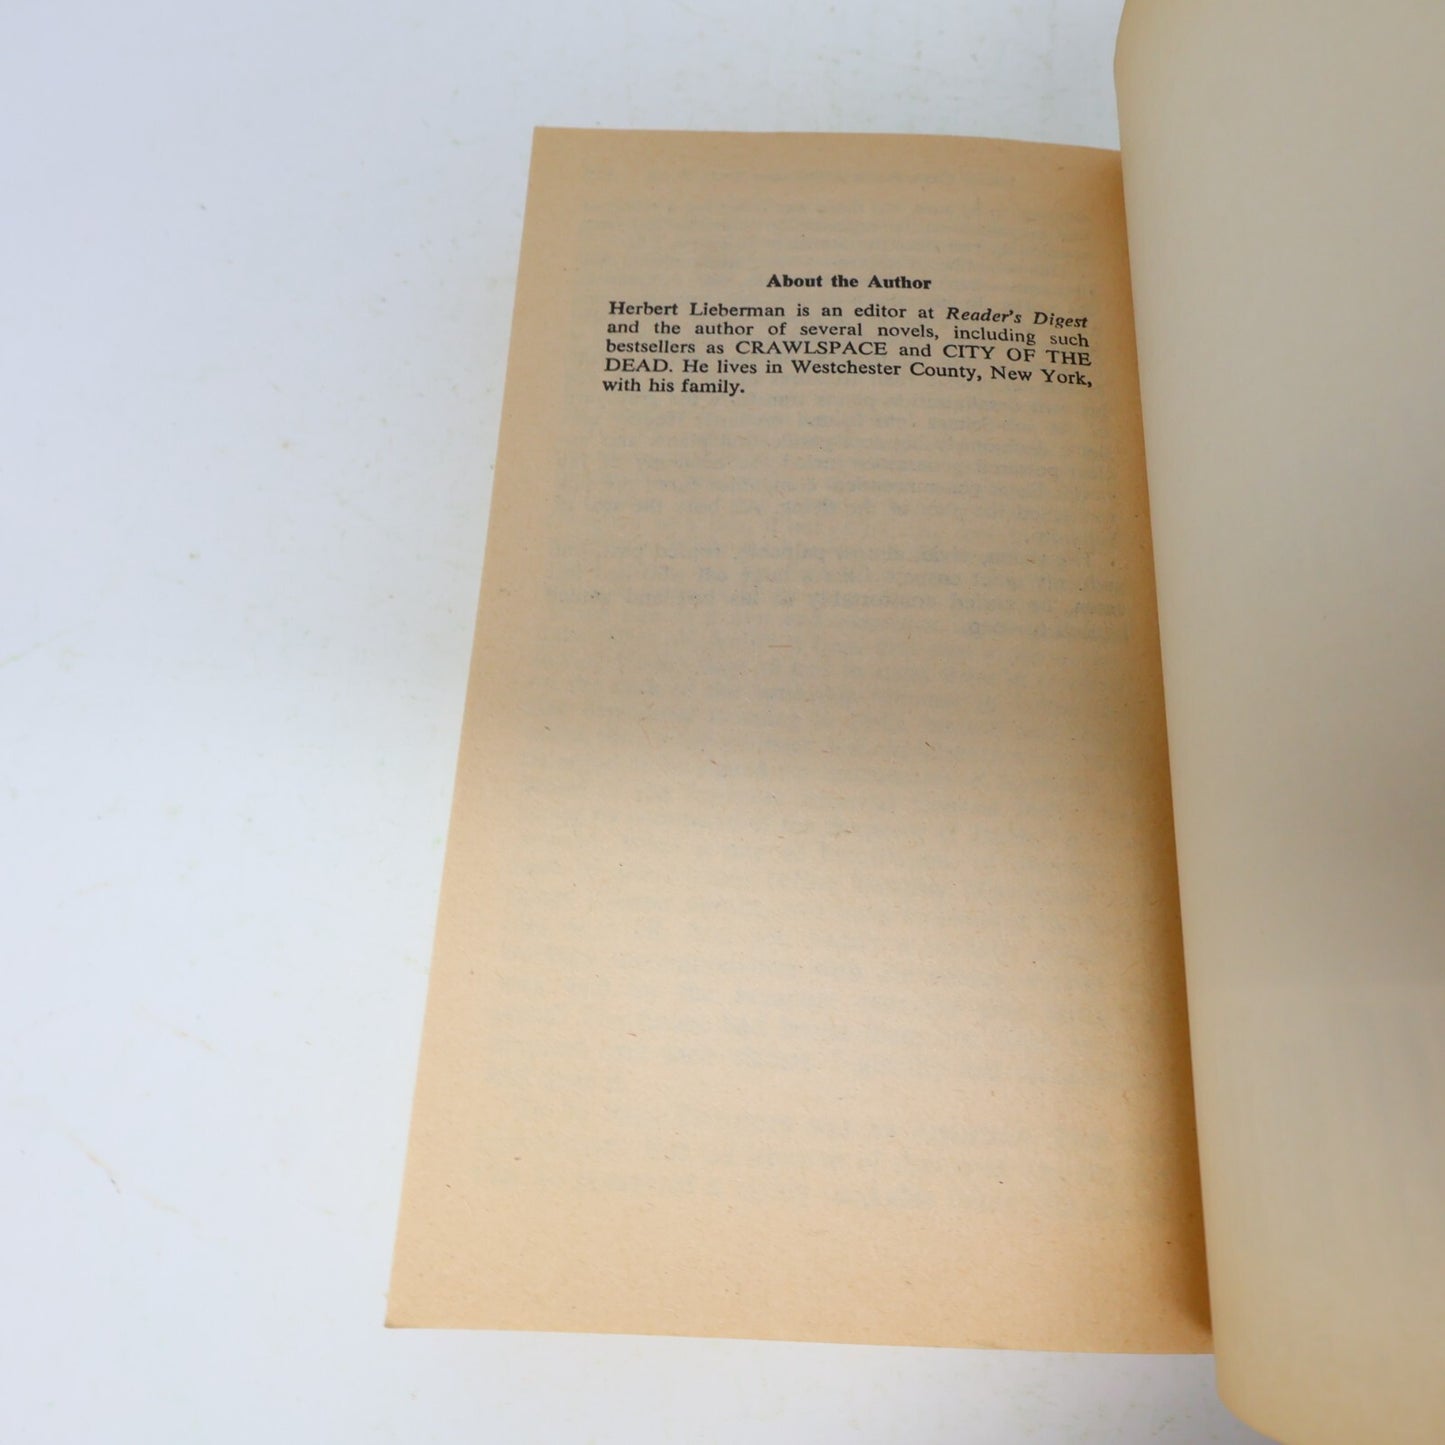 About the Author
Herbert Lieberman is an editor at Reader's Digest
and the author of several novels, including such
bestsellers as CRAWLSPACE and CITY OF THE
DEAD. He lives in Westchester County, New York,
with his family.